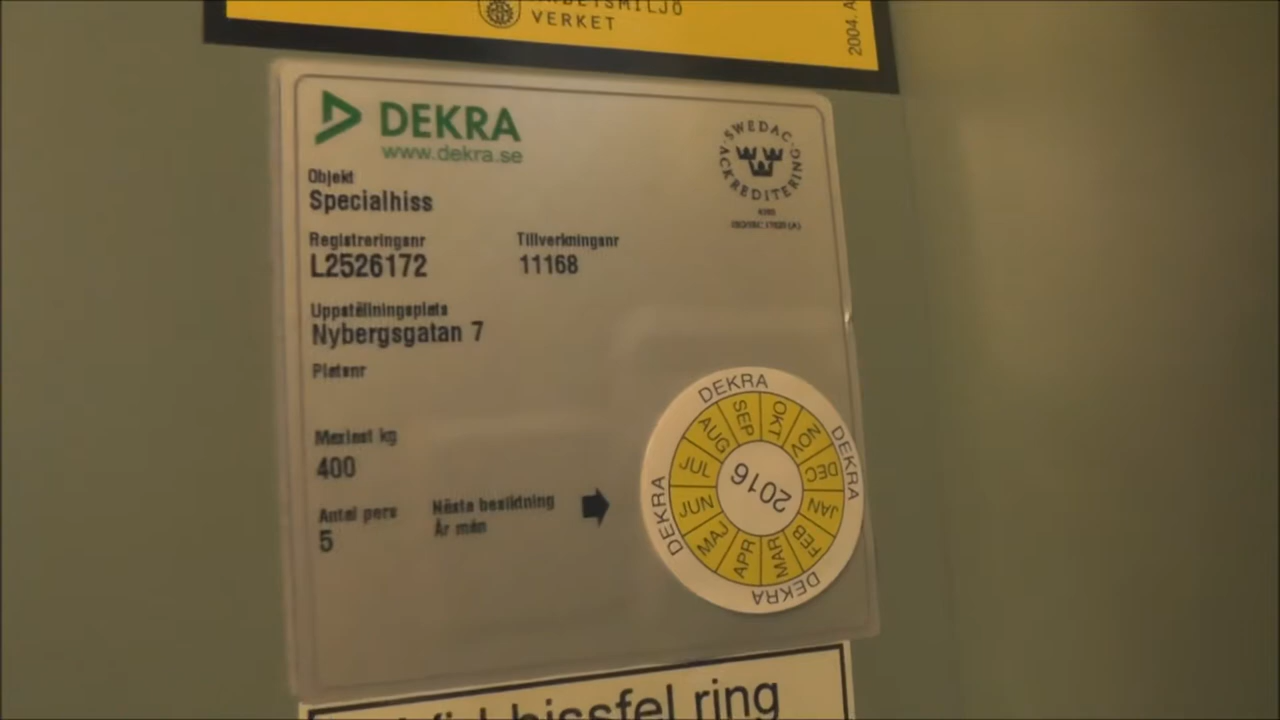 VERKET
2004. A
DEKRA
www.dekra.se
SWEDAC
ACKREDITERING
Objekt
Specialhiss
Registreringsnr
L2526172
Tillverkningsnr
11168
Uppställningsplats
Nybergsgatan 7
Platsnr
Maxlast kg
400
Antal pers
5
Nästa besiktning
År mån
DEKRA
DEKRA
DEKRA
DEKRA
JAN FEB MAR APR MAJ JUN JUL AUG SEP OKT NOV DEC
2016
hissfel ring